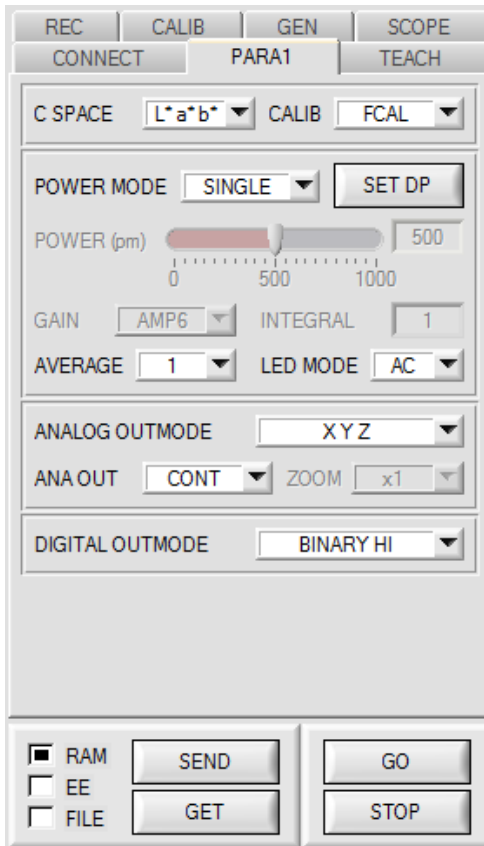 REC CALIB GEN SCOPE
CONNECT PARA1 TEACH
C SPACE L*a*b* CALIB FCAL
POWER MODE SINGLE SET DP
POWER (pm) 500
0 500 1000
GAIN AMP6 INTEGRAL 1
AVERAGE 1 LED MODE AC
ANALOG OUTMODE X Y Z
ANA OUT CONT ZOOM x1
DIGITAL OUTMODE BINARY HI
RAM SEND GO
EE
FILE GET STOP